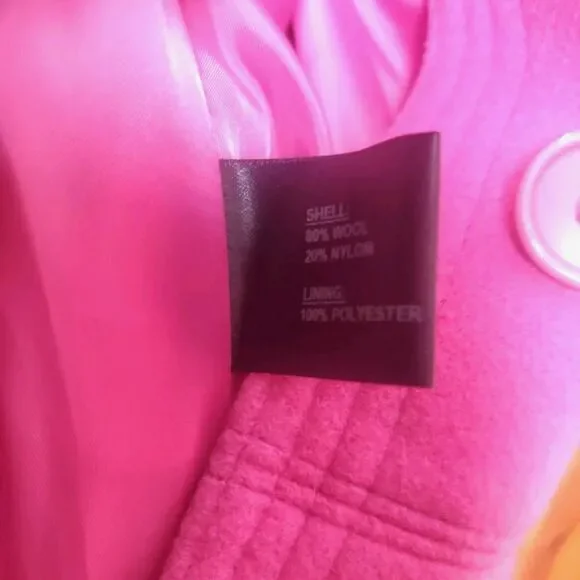 SHELL:
80% WOOL
20% NYLON
LINING:
100% POLYESTER